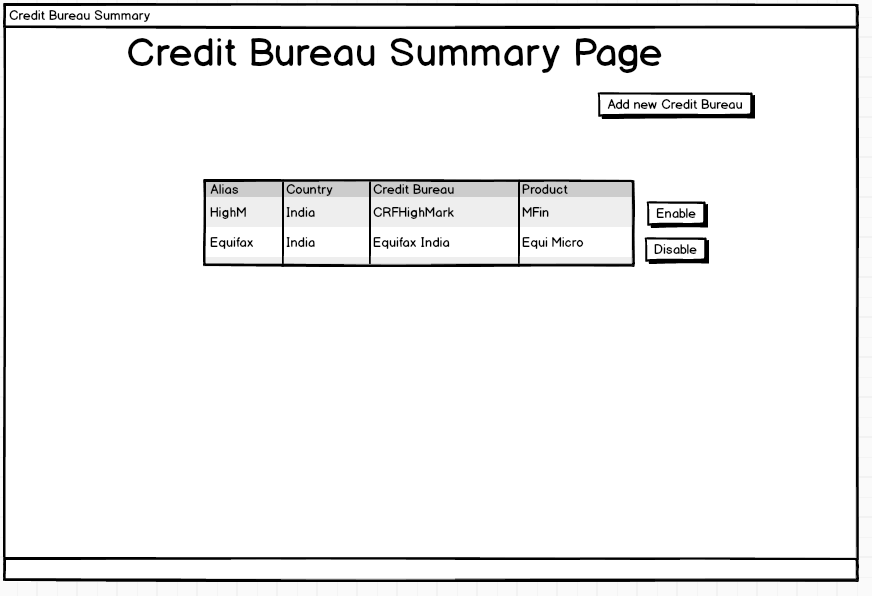 Credit Bureau Summary
Credit Bureau Summary Page
Add new Credit Bureau
Alias Country Credit Bureau Product
HighM India CRFHighMark MFin Enable
Equifax India Equifax India Equi Micro Disable